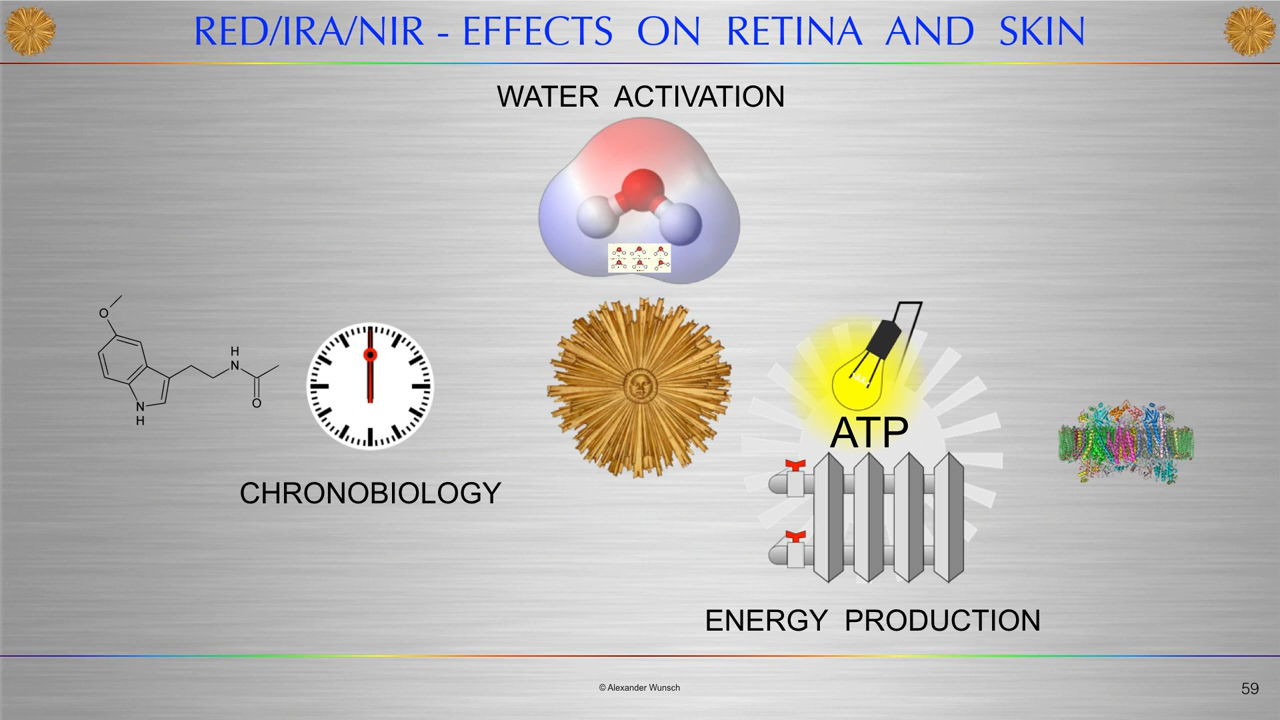 RED/IRA/NIR - EFFECTS ON RETINA AND SKIN
WATER ACTIVATION
O
H
N
O
N
H
CHRONOBIOLOGY
ATP
ENERGY PRODUCTION
© Alexander Wunsch
59